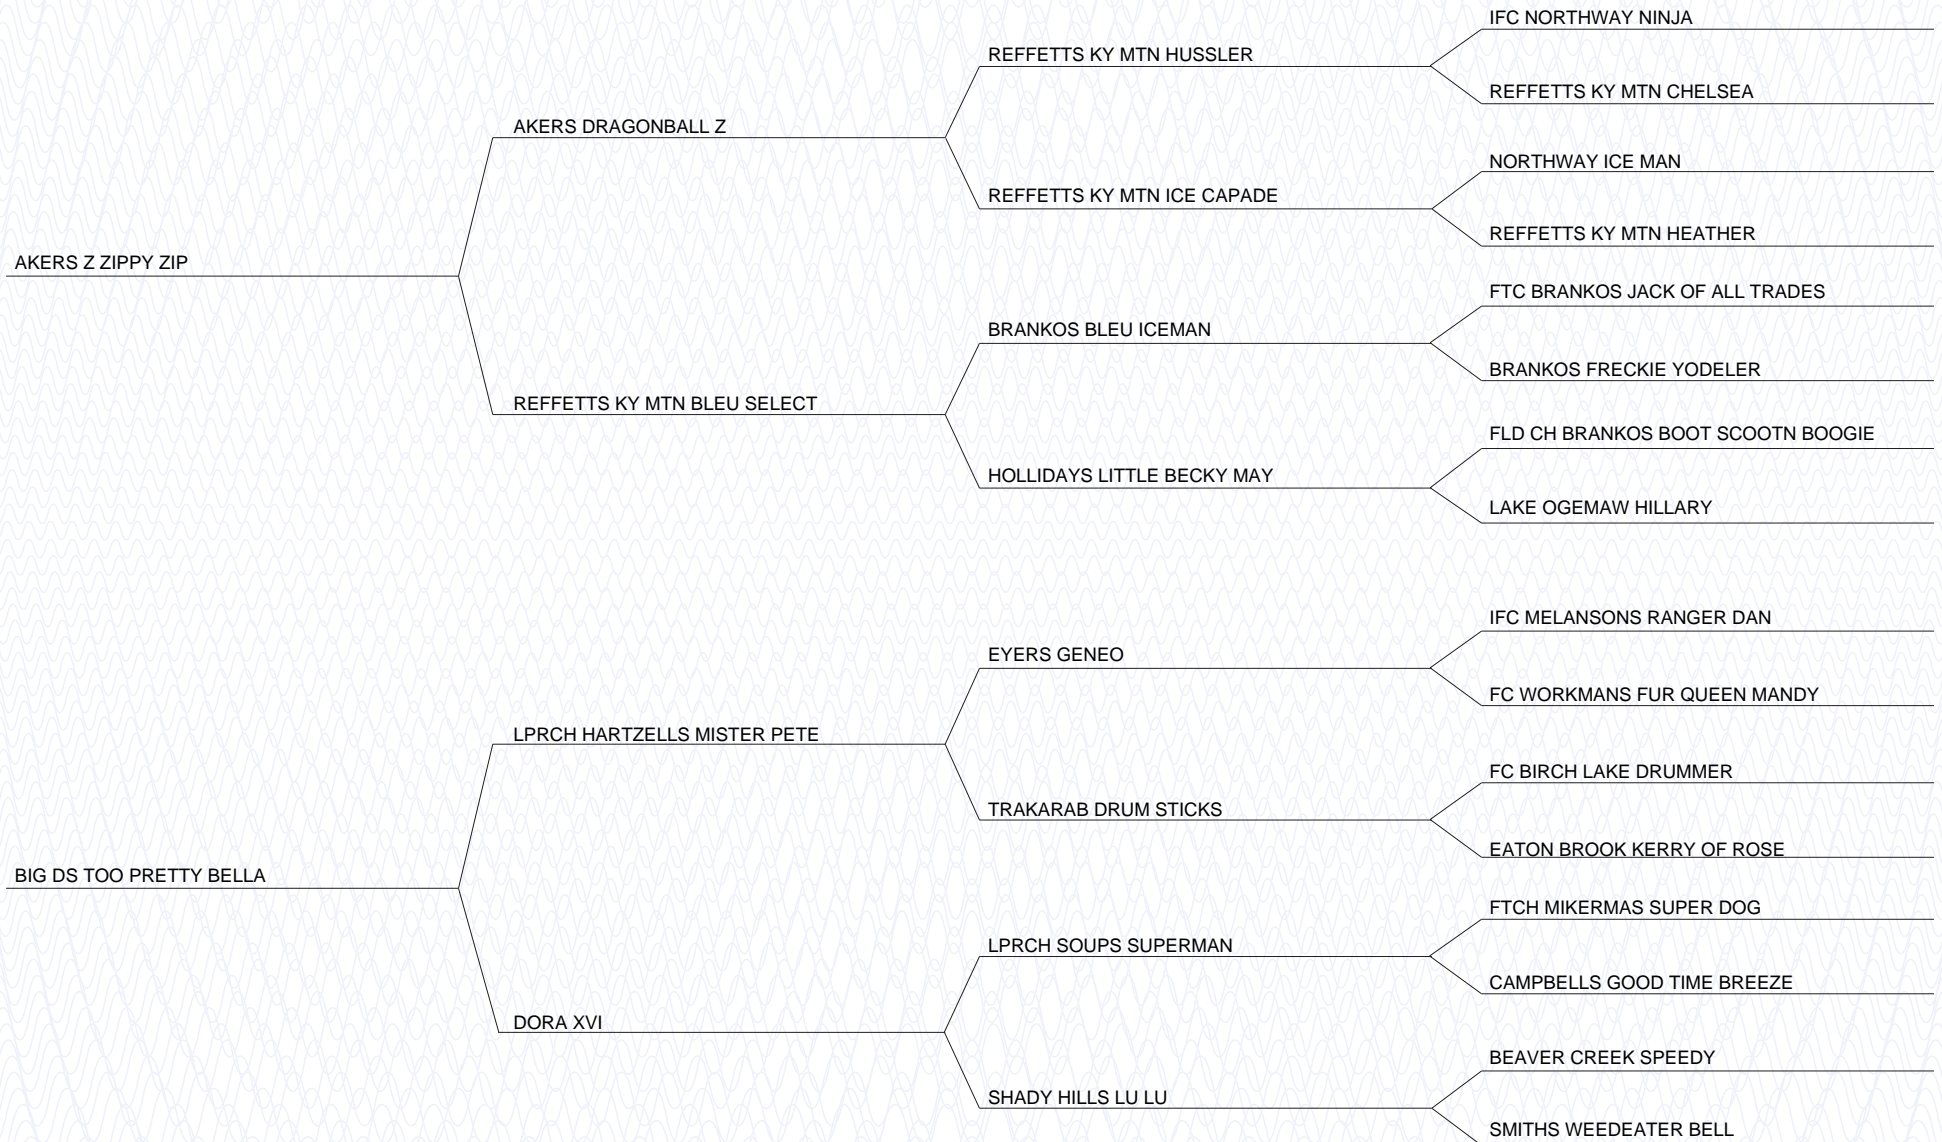 IFC NORTHWAY NINJA
REFFETTS KY MTN HUSSLER
REFFETTS KY MTN CHELSEA
AKERS DRAGONBALL Z
NORTHWAY ICE MAN
REFFETTS KY MTN ICE CAPADE
REFFETTS KY MTN HEATHER
AKERS Z ZIPPY ZIP
FTC BRANKOS JACK OF ALL TRADES
BRANKOS BLEU ICEMAN
BRANKOS FRECKIE YODELER
REFFETTS KY MTN BLEU SELECT
FLD CH BRANKOS BOOT SCOOTN BOOGIE
HOLLIDAYS LITTLE BECKY MAY
LAKE OGEMAW HILLARY
IFC MELANSONS RANGER DAN
EYERS GENEO
FC WORKMANS FUR QUEEN MANDY
LPRCH HARTZELLS MISTER PETE
FC BIRCH LAKE DRUMMER
TRAKARAB DRUM STICKS
EATON BROOK KERRY OF ROSE
BIG DS TOO PRETTY BELLA
FTCH MIKERMAS SUPER DOG
LPRCH SOUPS SUPERMAN
CAMPBELLS GOOD TIME BREEZE
DORA XVI
BEAVER CREEK SPEEDY
SHADY HILLS LU LU
SMITHS WEEDEATER BELL